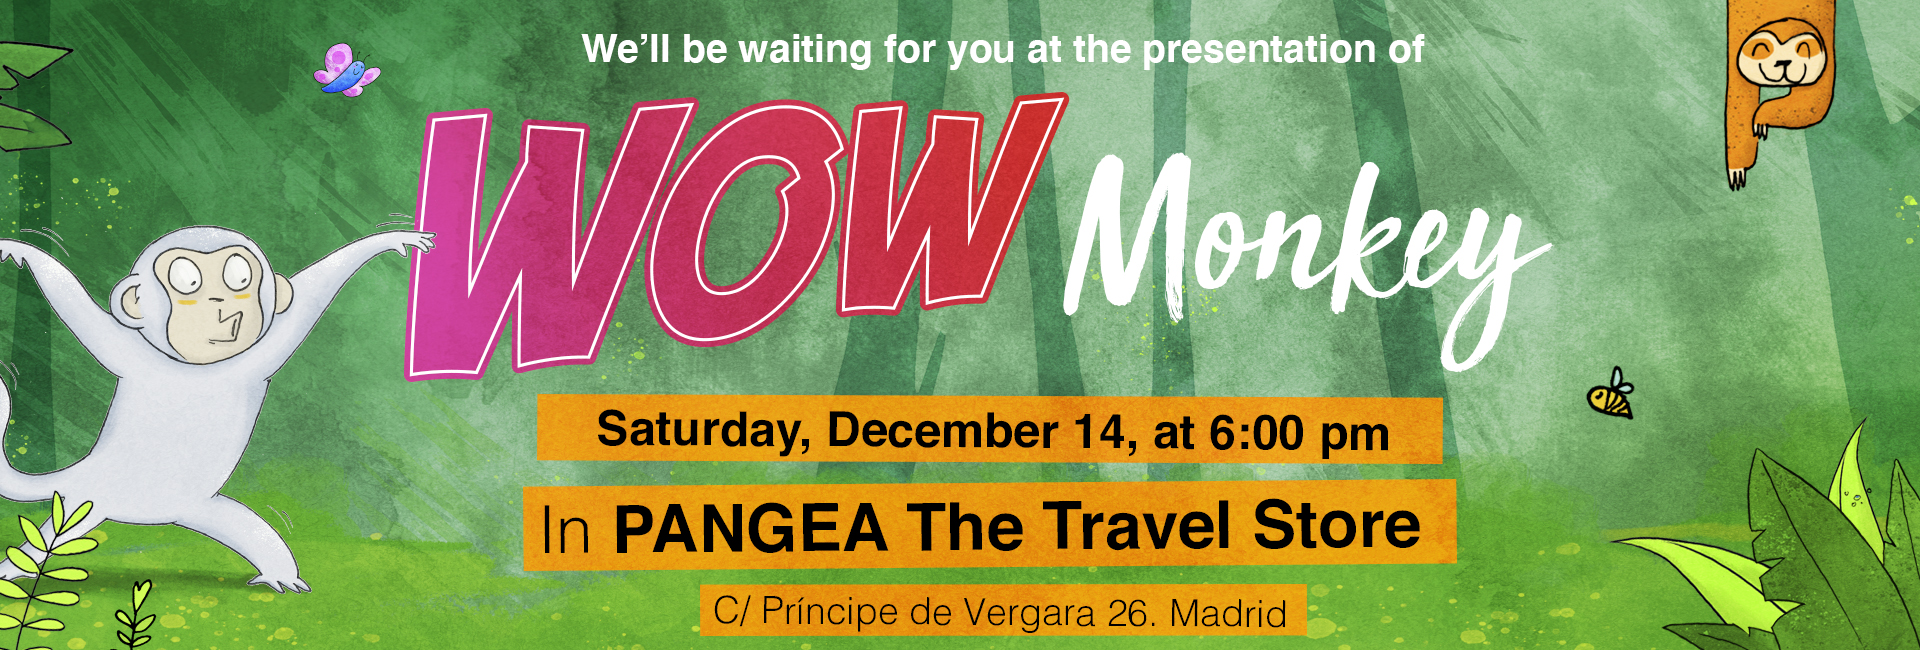 We’ll be waiting for you at the presentation of
WOW Monkey
Saturday, December 14, at 6:00 pm
In PANGEA The Travel Store
C/ Príncipe de Vergara 26. Madrid